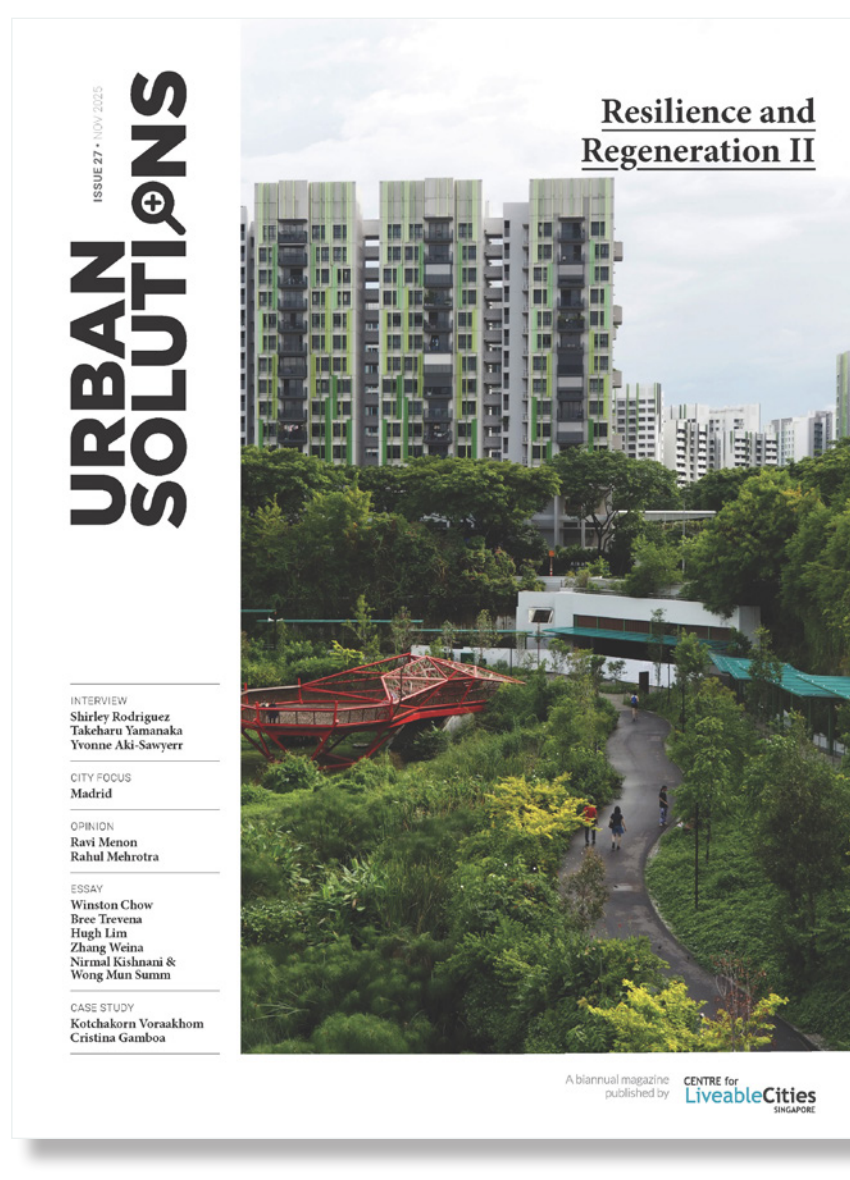 ISSUE 27 • NOV 2025
URBAN
SOLUTIONS
Resilience and
Regeneration II
INTERVIEW
Shirley Rodriguez
Takeharu Yamanaka
Yvonne Aki-Sawyerr
CITY FOCUS
Madrid
OPINION
Ravi Menon
Rahul Mehrotra
ESSAY
Winston Chow
Bree Trevena
Hugh Lim
Zhang Weina
Nirmal Kishnani &
Wong Mun Summ
CASE STUDY
Kotchakorn Voraakhom
Cristina Gamboa
A biannual magazine
published by
CENTRE for
LiveableCities
SINGAPORE